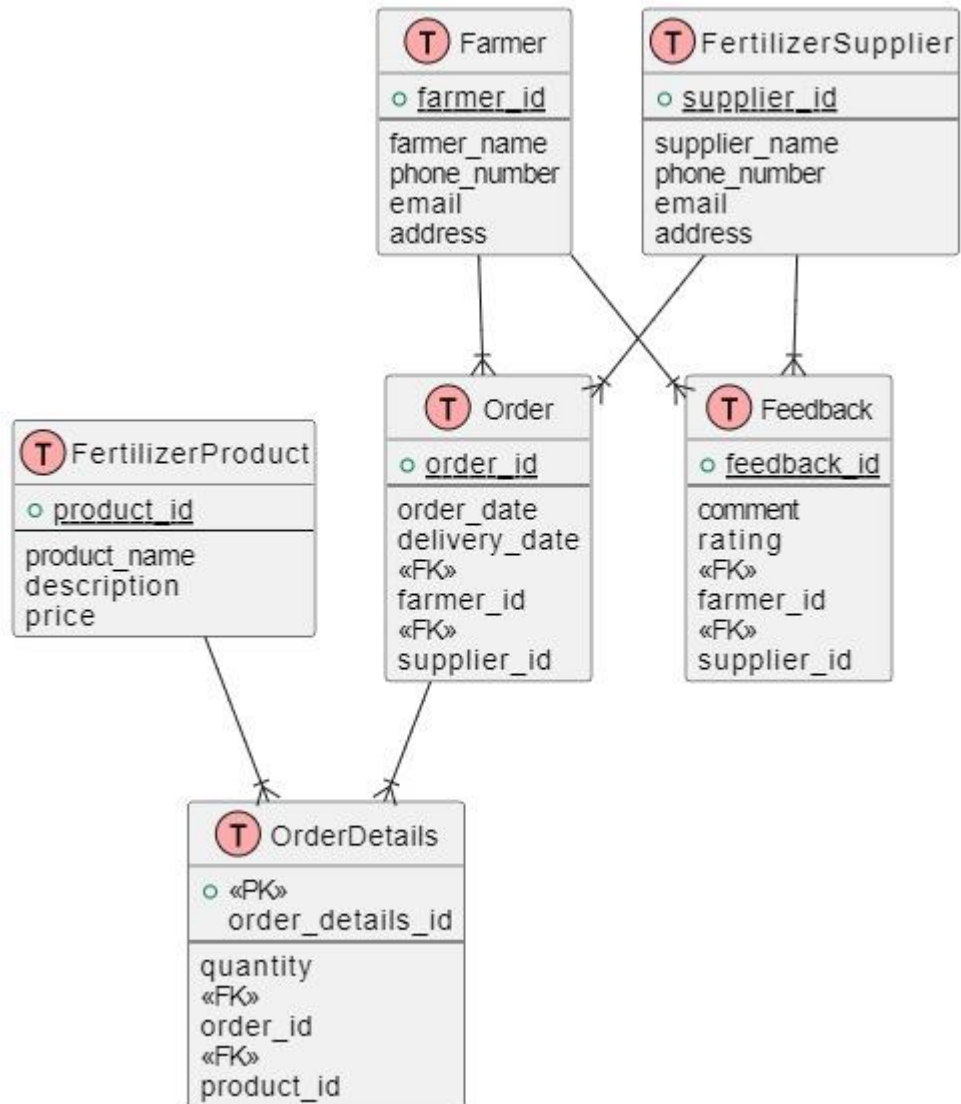 T Farmer
farmer_id
farmer_name
phone_number
email
address
T FertilizerSupplier
supplier_id
supplier_name
phone_number
email
address
T FertilizerProduct
product_id
product_name
description
price
T Order
order_id
order_date
delivery_date
«FK»
farmer_id
«FK»
supplier_id
T Feedback
feedback_id
comment
rating
«FK»
farmer_id
«FK»
supplier_id
T OrderDetails
«PK»
order_details_id
quantity
«FK»
order_id
«FK»
product_id